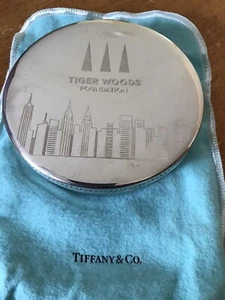 TIGER WOODS
FOUNDATION
TIFFANY & CO.